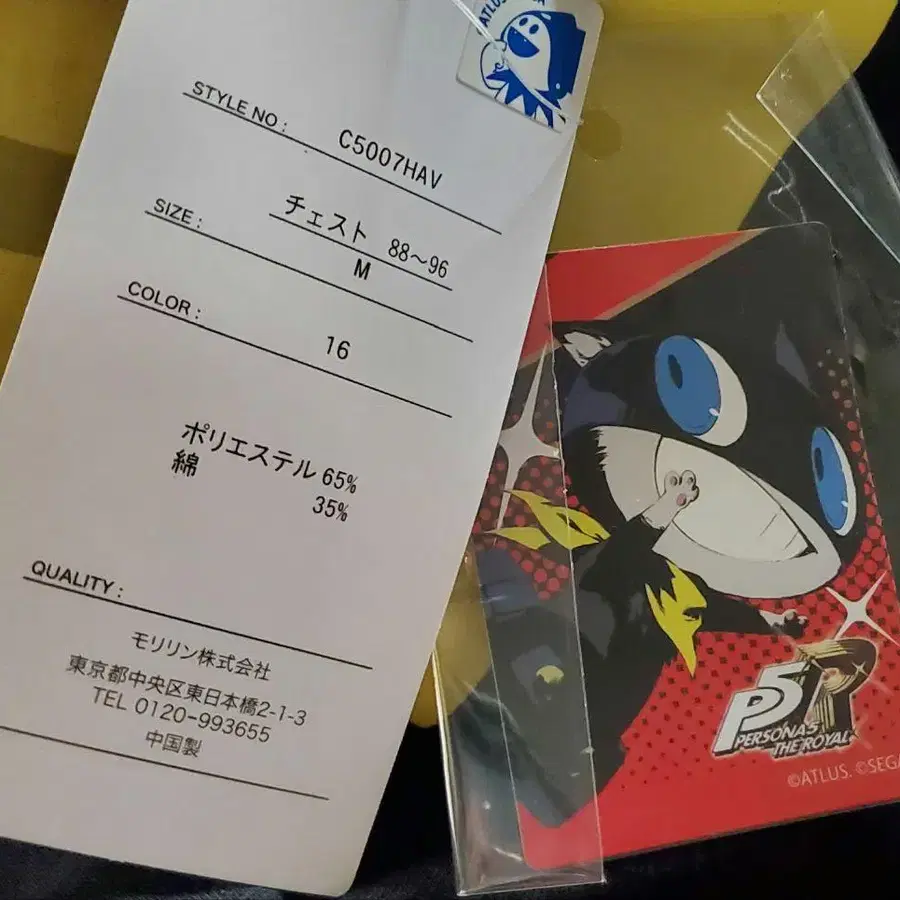 ATLUS
STYLE NO :
C5007HAV
チェスト 88～96
SIZE :
M
COLOR :
16
ポリエステル 65%
綿 35%
QUALITY :
モリリン株式会社
東京都中央区東日本橋2-1-3
TEL 0120-993655
中国製
P5R
PERSONA5
THE ROYAL
©ATLUS. ©SEGA